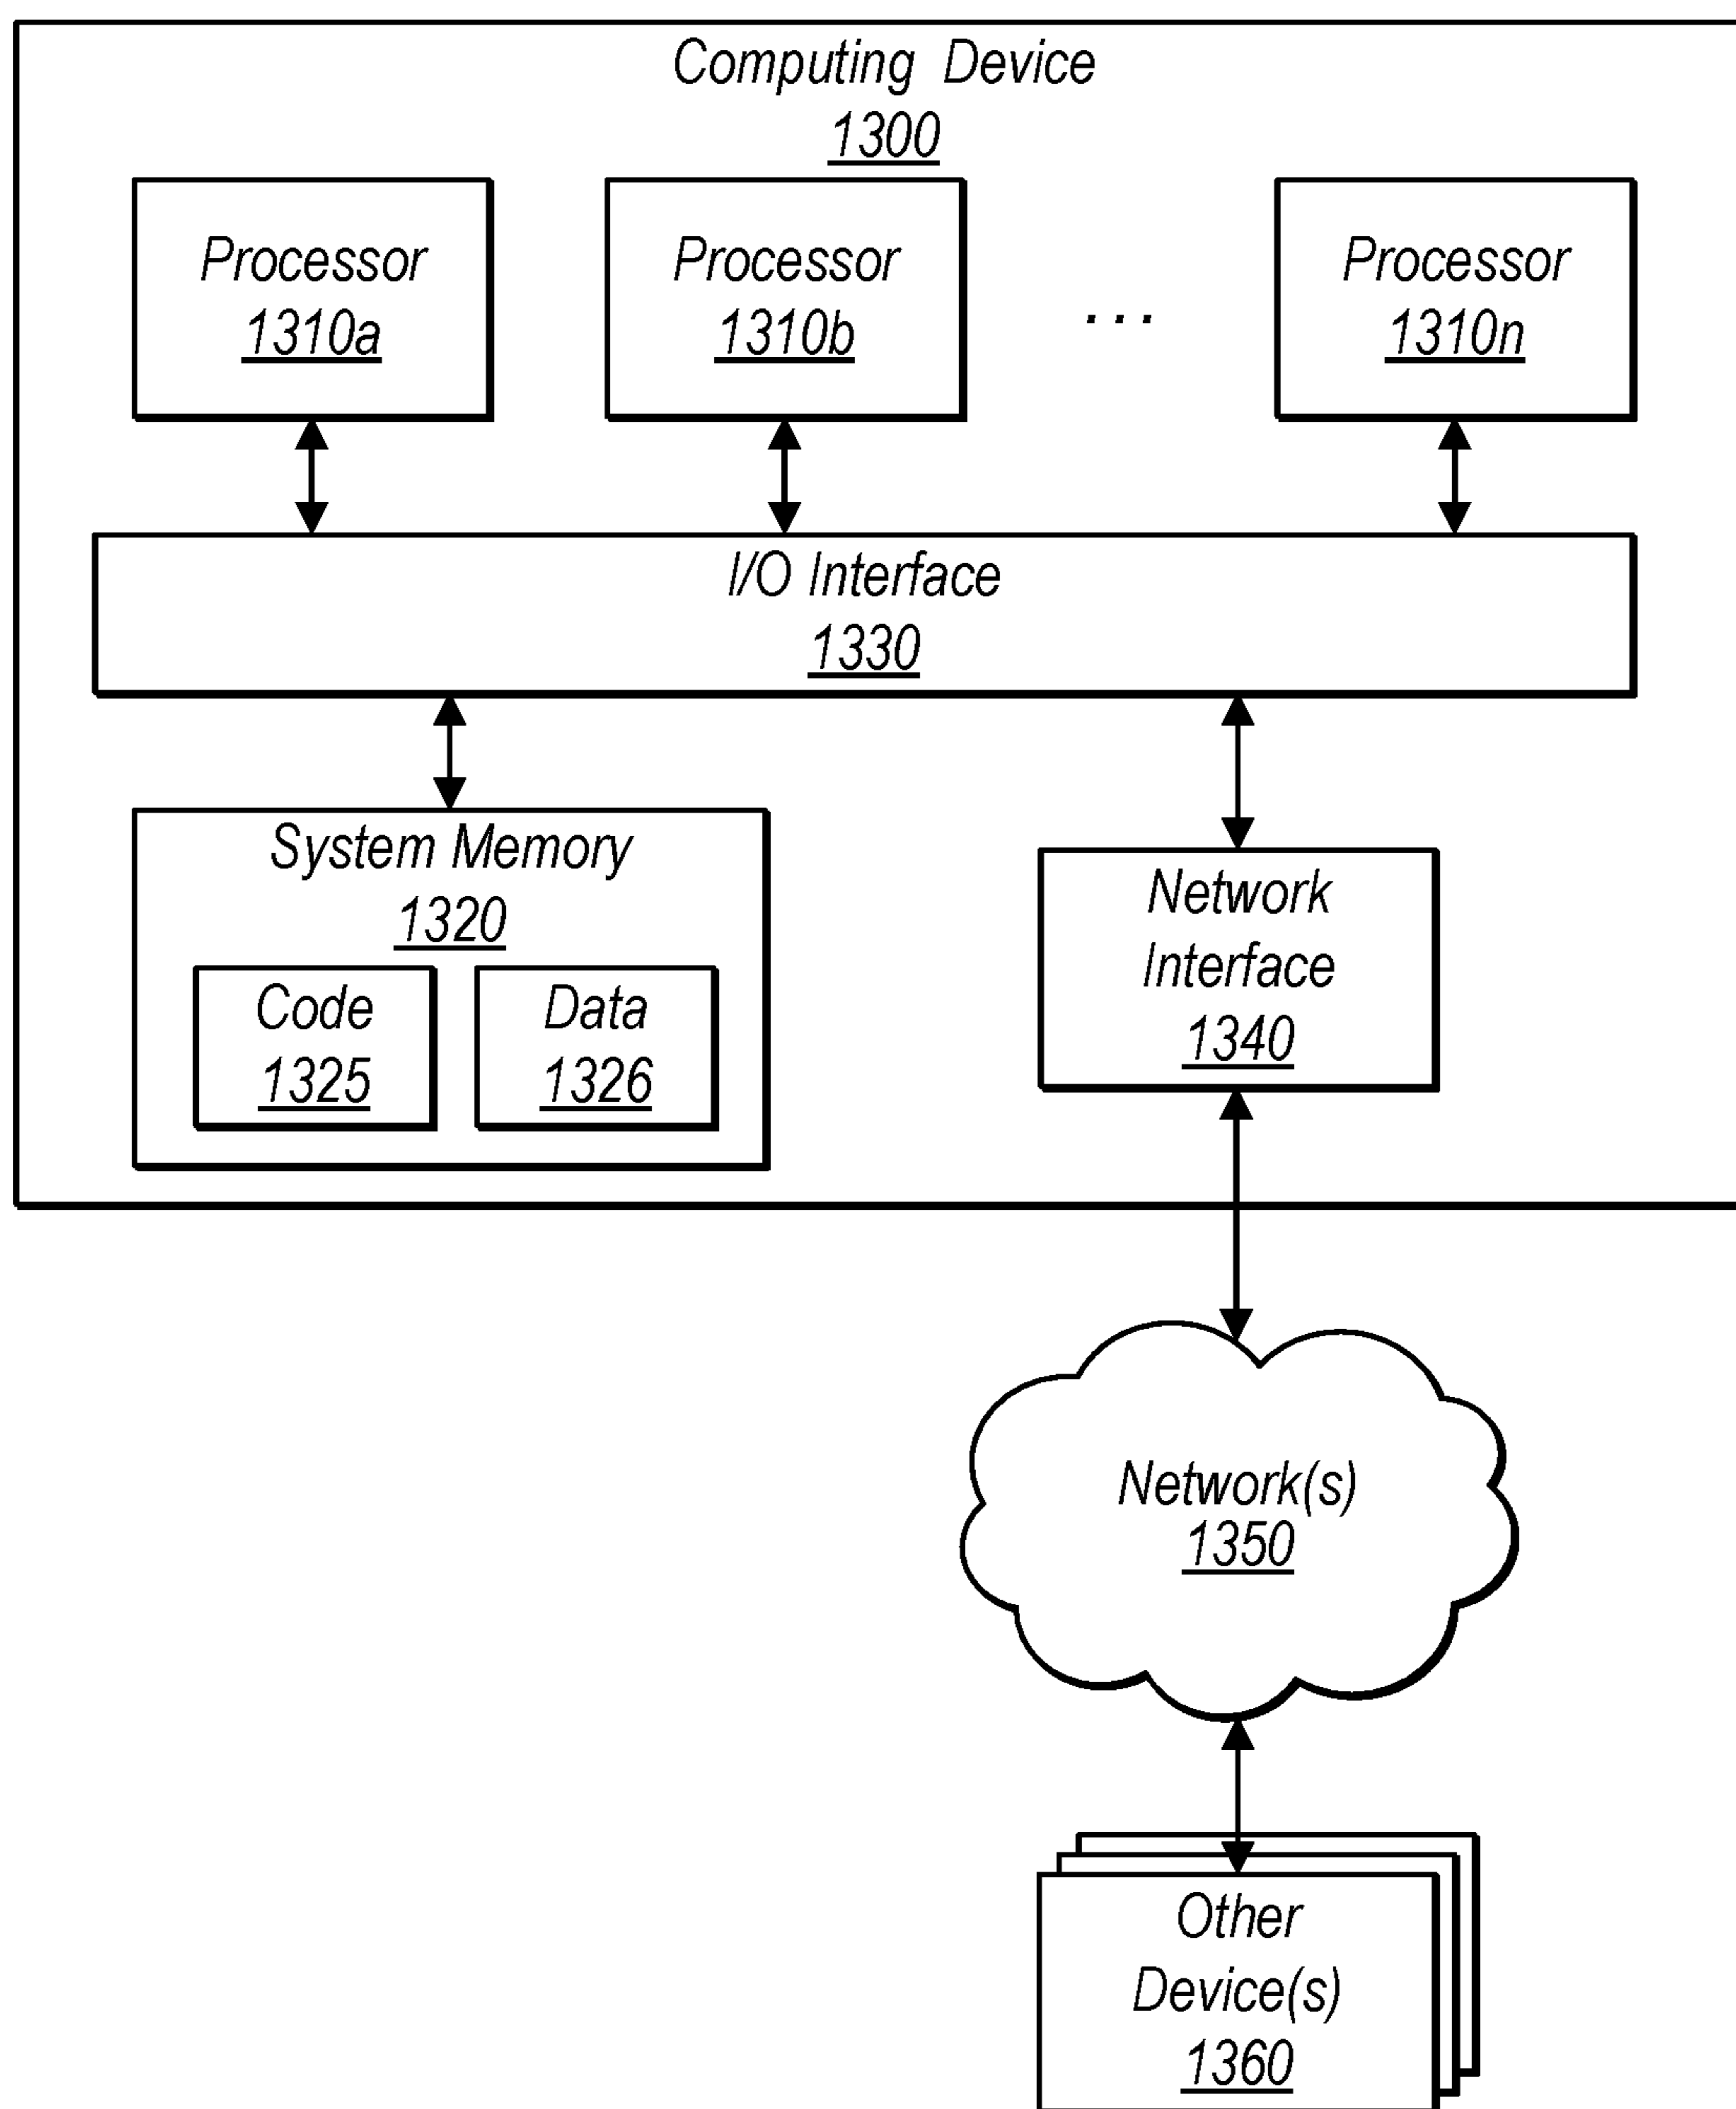 Computing Device
1300
Processor
1310a
Processor
1310b
...
Processor
1310n
I/O Interface
1330
System Memory
1320
Code
1325
Data
1326
Network
Interface
1340
Network(s)
1350
Other
Device(s)
1360